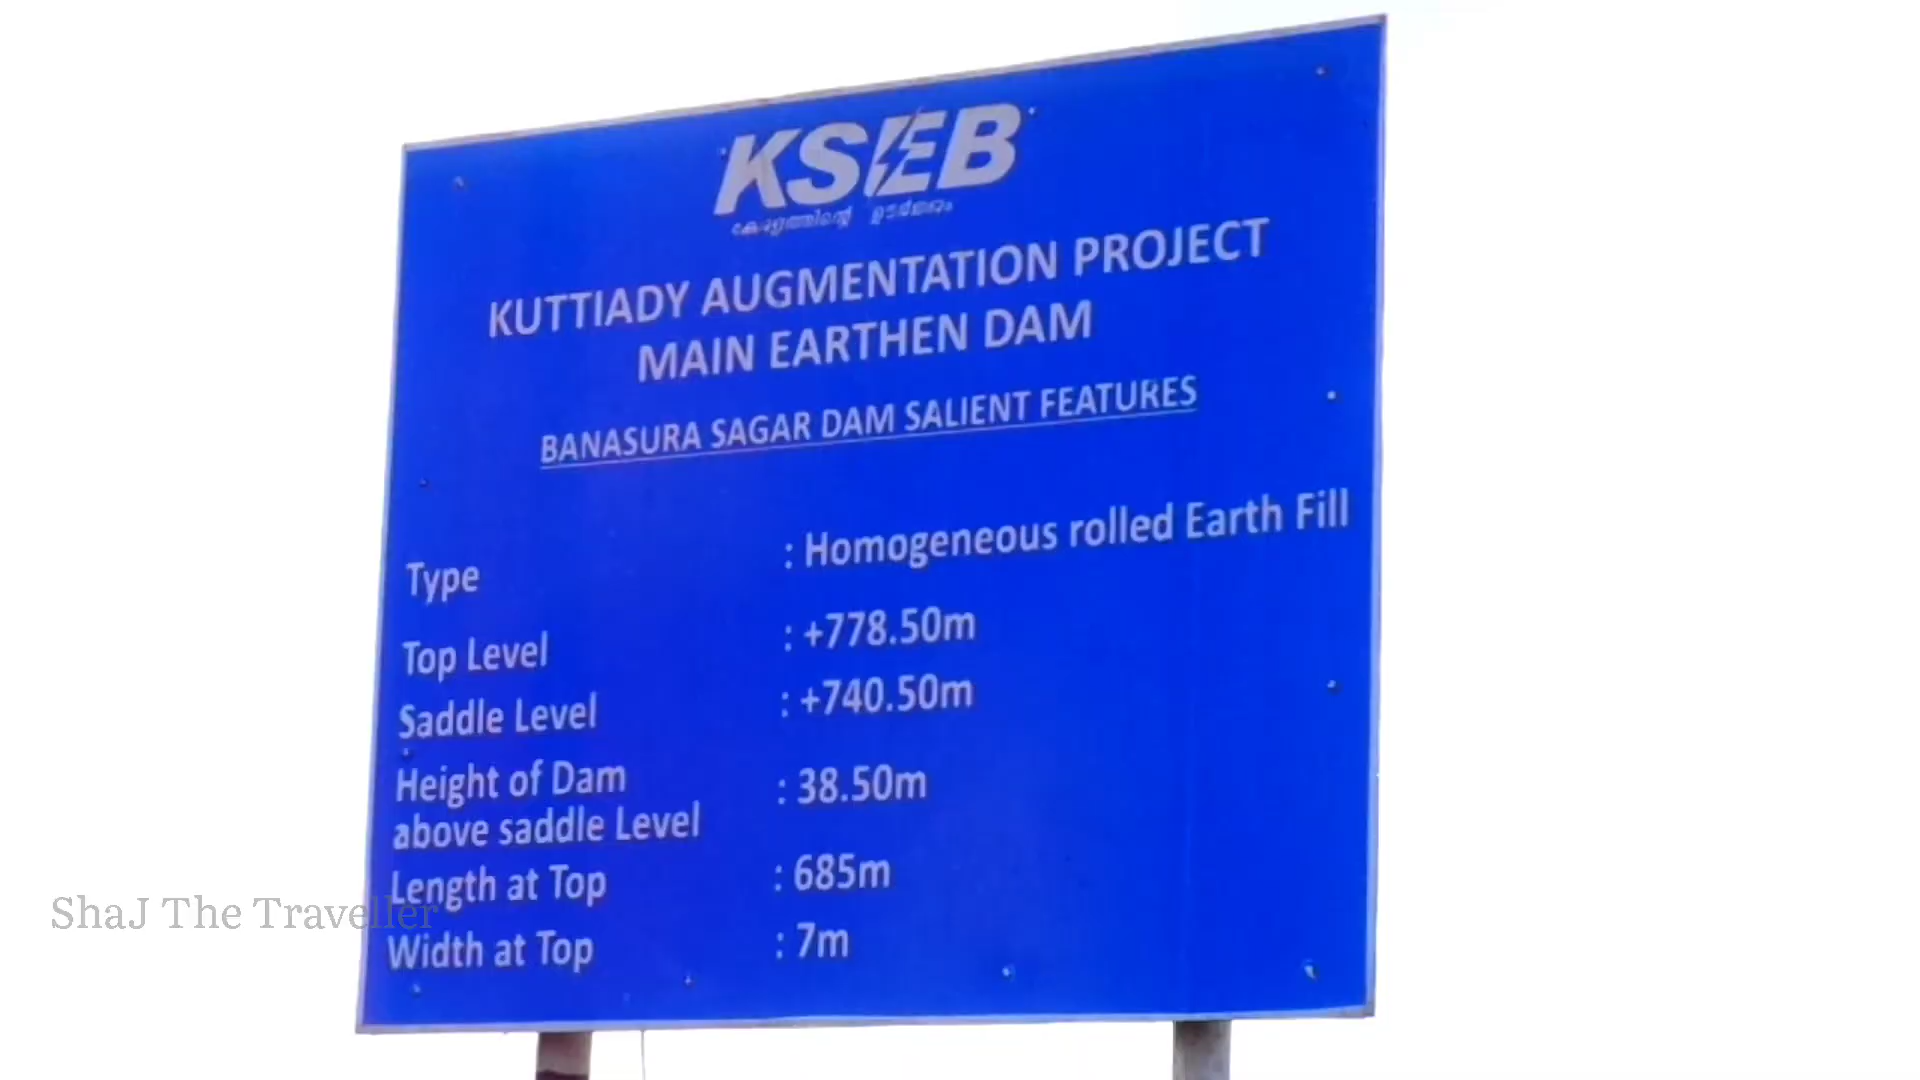 KSEB
കേരളത്തിന്റെ ഊർജ്ജം
KUTTIADY AUGMENTATION PROJECT
MAIN EARTHEN DAM
BANASURA SAGAR DAM SALIENT FEATURES
Type : Homogeneous rolled Earth Fill
Top Level : +778.50m
Saddle Level : +740.50m
Height of Dam
above saddle Level : 38.50m
Length at Top : 685m
Width at Top : 7m
ShaJ The Traveller